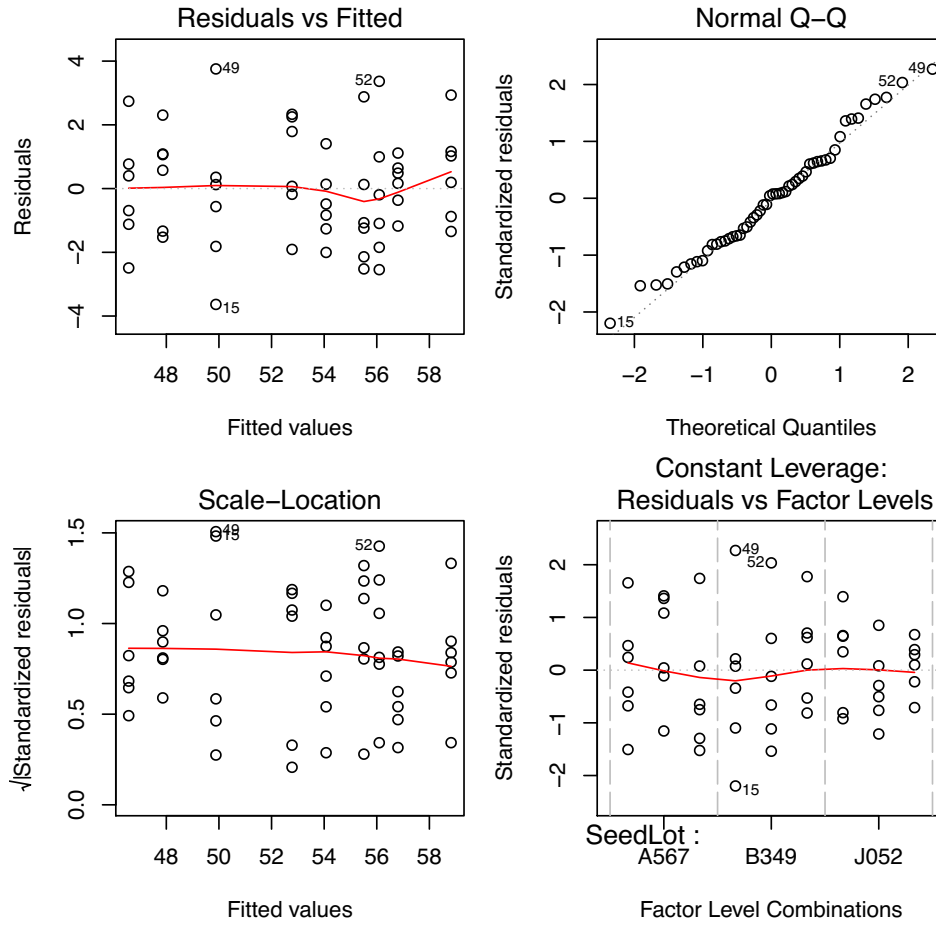 Residuals vs Fitted
Residuals
4
2
0
−2
−4
49
52
15
48 50 52 54 56 58
Fitted values
Normal Q−Q
Standardized residuals
2
1
0
−1
−2
49
52
15
−2 −1 0 1 2
Theoretical Quantiles
Scale−Location
√|Standardized residuals|
1.5
1.0
0.5
0.0
49
15
52
48 50 52 54 56 58
Fitted values
Constant Leverage:
Residuals vs Factor Levels
Standardized residuals
2
1
0
−1
−2
49
52
15
SeedLot :
A567 B349 J052
Factor Level Combinations